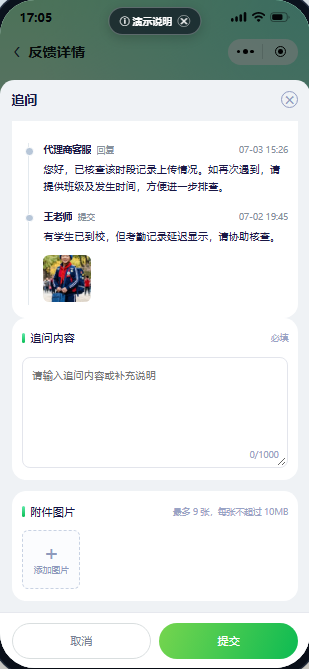 17:05
演示说明
反馈详情
追问
代理商客服 回复 07-03 15:26
您好，已核查该时段记录上传情况。如再次遇到，请
提供班级及发生时间，方便进一步排查。
王老师 提交 07-02 19:45
有学生已到校，但考勤记录延迟显示，请协助核查。
追问内容 必填
请输入追问内容或补充说明
0/1000
附件图片 最多 9 张，每张不超过 10MB
+
添加图片
取消 提交